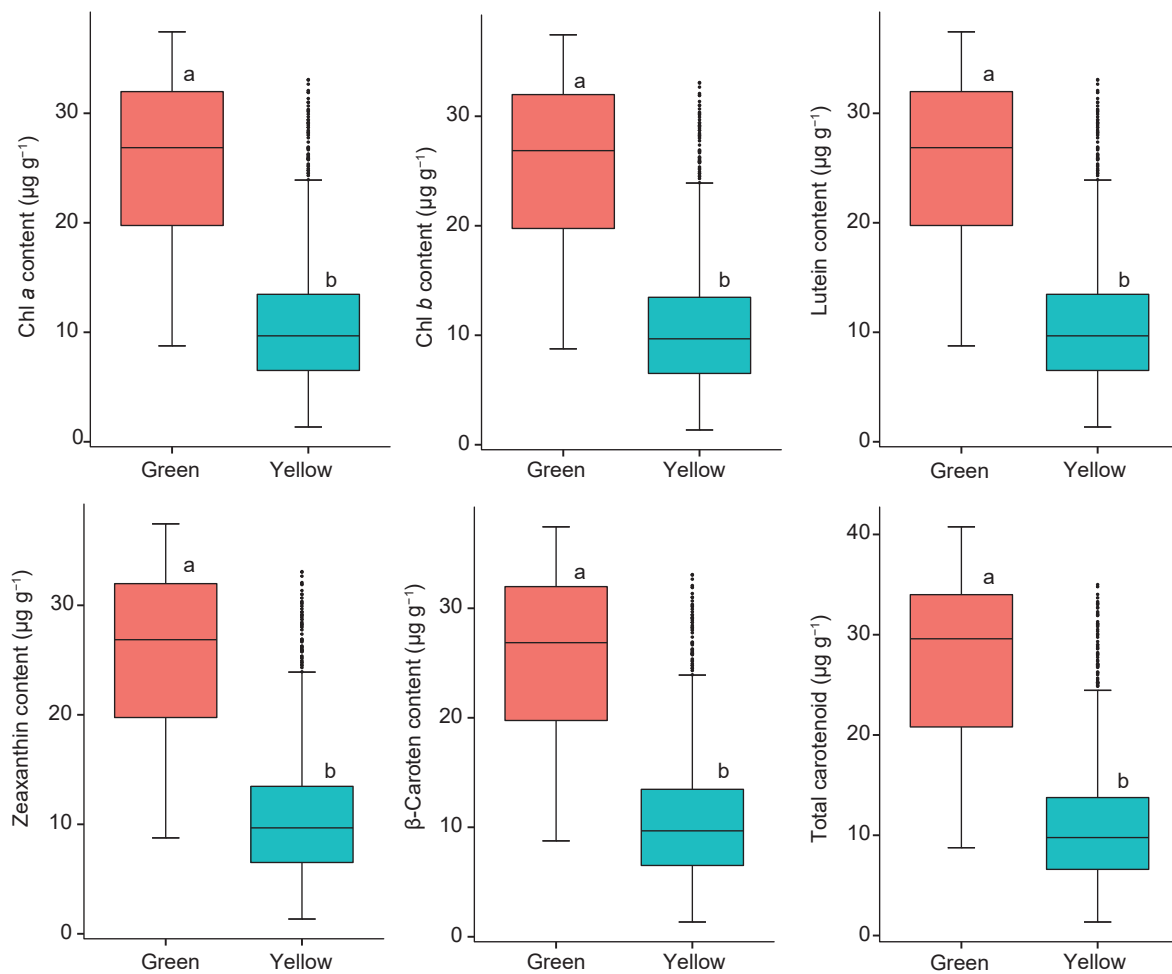 Chl a content (µg g⁻¹)
30
20
10
0
a
b
Green Yellow
Chl b content (µg g⁻¹)
30
20
10
0
a
b
Green Yellow
Lutein content (µg g⁻¹)
30
20
10
0
a
b
Green Yellow
Zeaxanthin content (µg g⁻¹)
30
20
10
0
a
b
Green Yellow
β-Caroten content (µg g⁻¹)
30
20
10
0
a
b
Green Yellow
Total carotenoid (µg g⁻¹)
40
30
20
10
0
a
b
Green Yellow